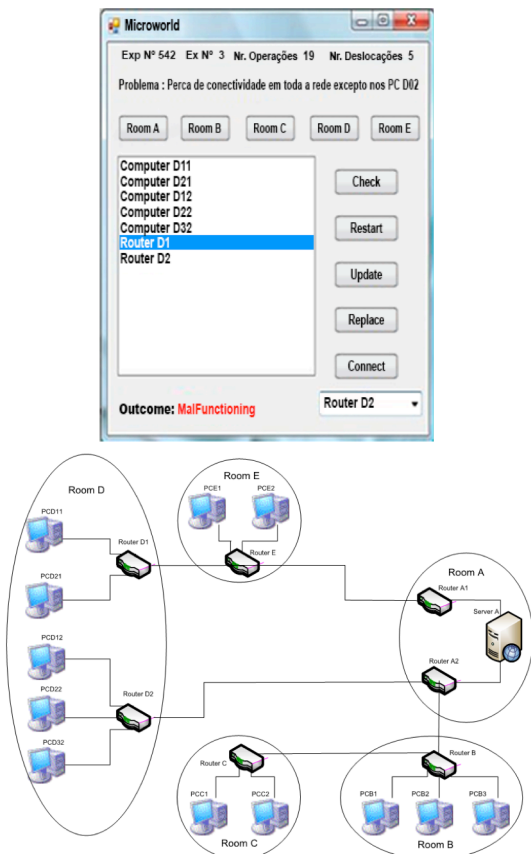 Microworld
Exp Nº 542 Ex Nº 3 Nr. Operações 19 Nr. Deslocações 5
Problema : Perca de conectividade em toda a rede excepto nos PC D02
Room A Room B Room C Room D Room E
Computer D11
Computer D21
Computer D12
Computer D22
Computer D32
Router D1
Router D2
Check
Restart
Update
Replace
Connect
Outcome: MalFunctioning
Router D2
Room D
PCD11
Router D1
PCD21
PCD12
PCD22
Router D2
PCD32
Room E
PCE1 PCE2
Router E
Room A
Router A1
Server A
Router A2
Router C
PCC1 PCC2
Room C
Router B
PCB1 PCB2 PCB3
Room B